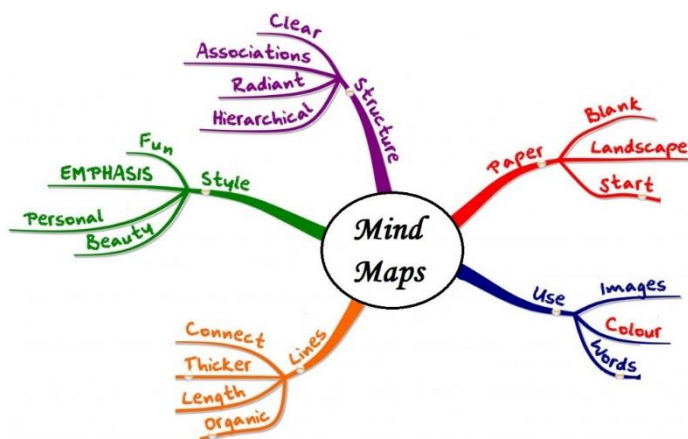 Mind
Maps
Structure
Clear
Associations
Radiant
Hierarchical
Paper
Blank
Landscape
Start
Use
Images
Colour
Words
Lines
Connect
Thicker
Length
Organic
Style
Fun
EMPHASIS
Personal
Beauty